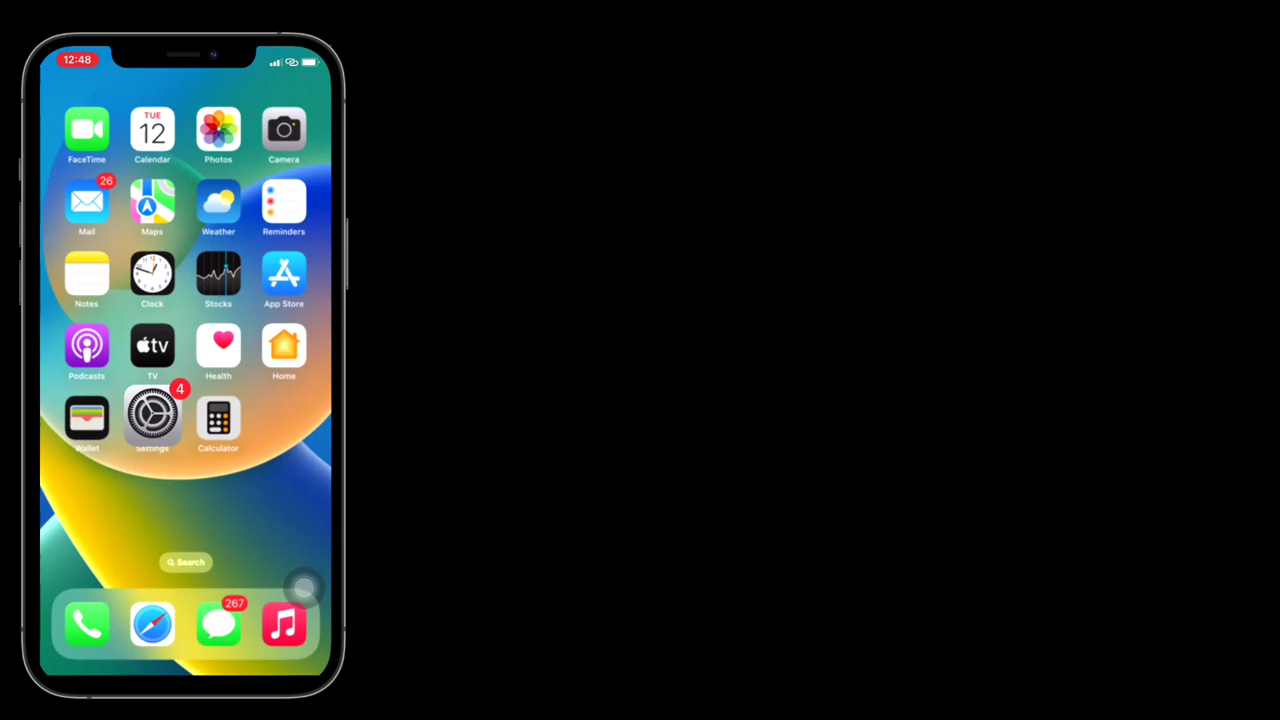 12:48
TUE
12
FaceTime
Calendar
Photos
Camera
26
Mail
Maps
Weather
Reminders
Notes
Clock
Stocks
App Store
tv
Podcasts
TV
Health
Home
4
Wallet
Settings
Calculator
Search
267